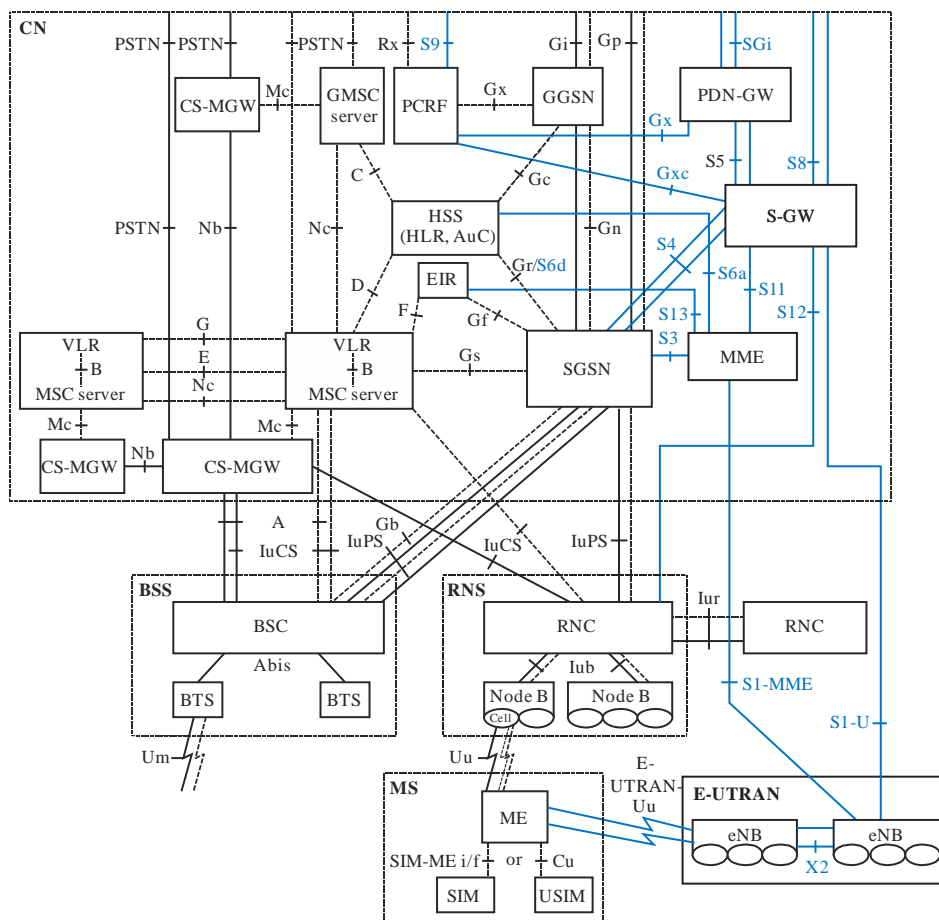 CN
PSTN PSTN PSTN Rx S9 Gi Gp SGi
CS-MGW
Mc
GMSC
server
PCRF
Gx
GGSN
PDN-GW
Gx
C
Gc
Gxc
S5
S8
PSTN
Nb
Nc
HSS
(HLR, AuC)
Gn
S-GW
S4
D
EIR
Gr/S6d
S6a
S11
F
Gf
S13
S12
G
VLR
E
B
Nc
MSC server
VLR
B
MSC server
Gs
SGSN
S3
MME
Mc
Mc
CS-MGW
Nb
CS-MGW
A
Gb
IuCS
IuPS
IuCS
IuPS
BSS
RNS
BSC
RNC
Iur
RNC
Abis
Iub
BTS
BTS
Node B
Cell
Node B
S1-MME
S1-U
Um
Uu
E-
UTRAN-
Uu
MS
E-UTRAN
ME
eNB
eNB
X2
SIM-ME i/f
or
Cu
SIM
USIM